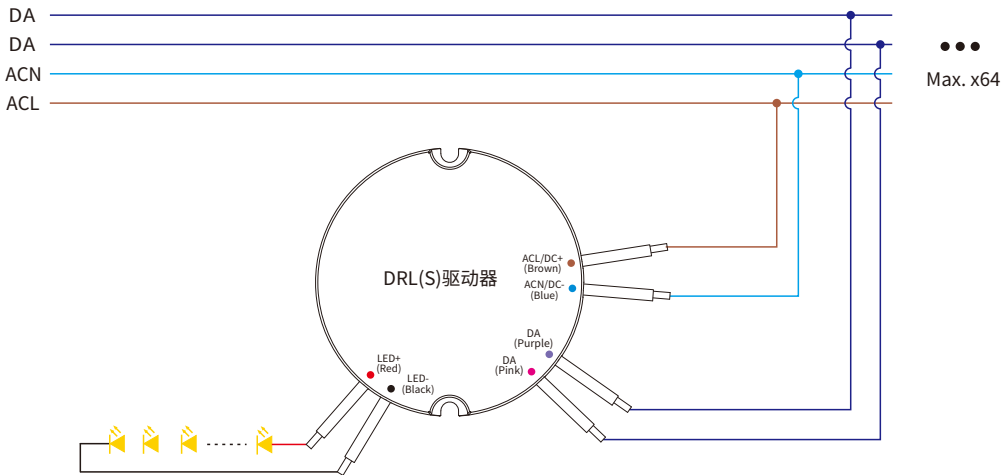 DA
DA
ACN
ACL
Max. x64
ACL/DC+
(Brown)
DRL(S)驱动器
ACN/DC-
(Blue)
DA
(Purple)
DA
(Pink)
LED+
(Red)
LED-
(Black)